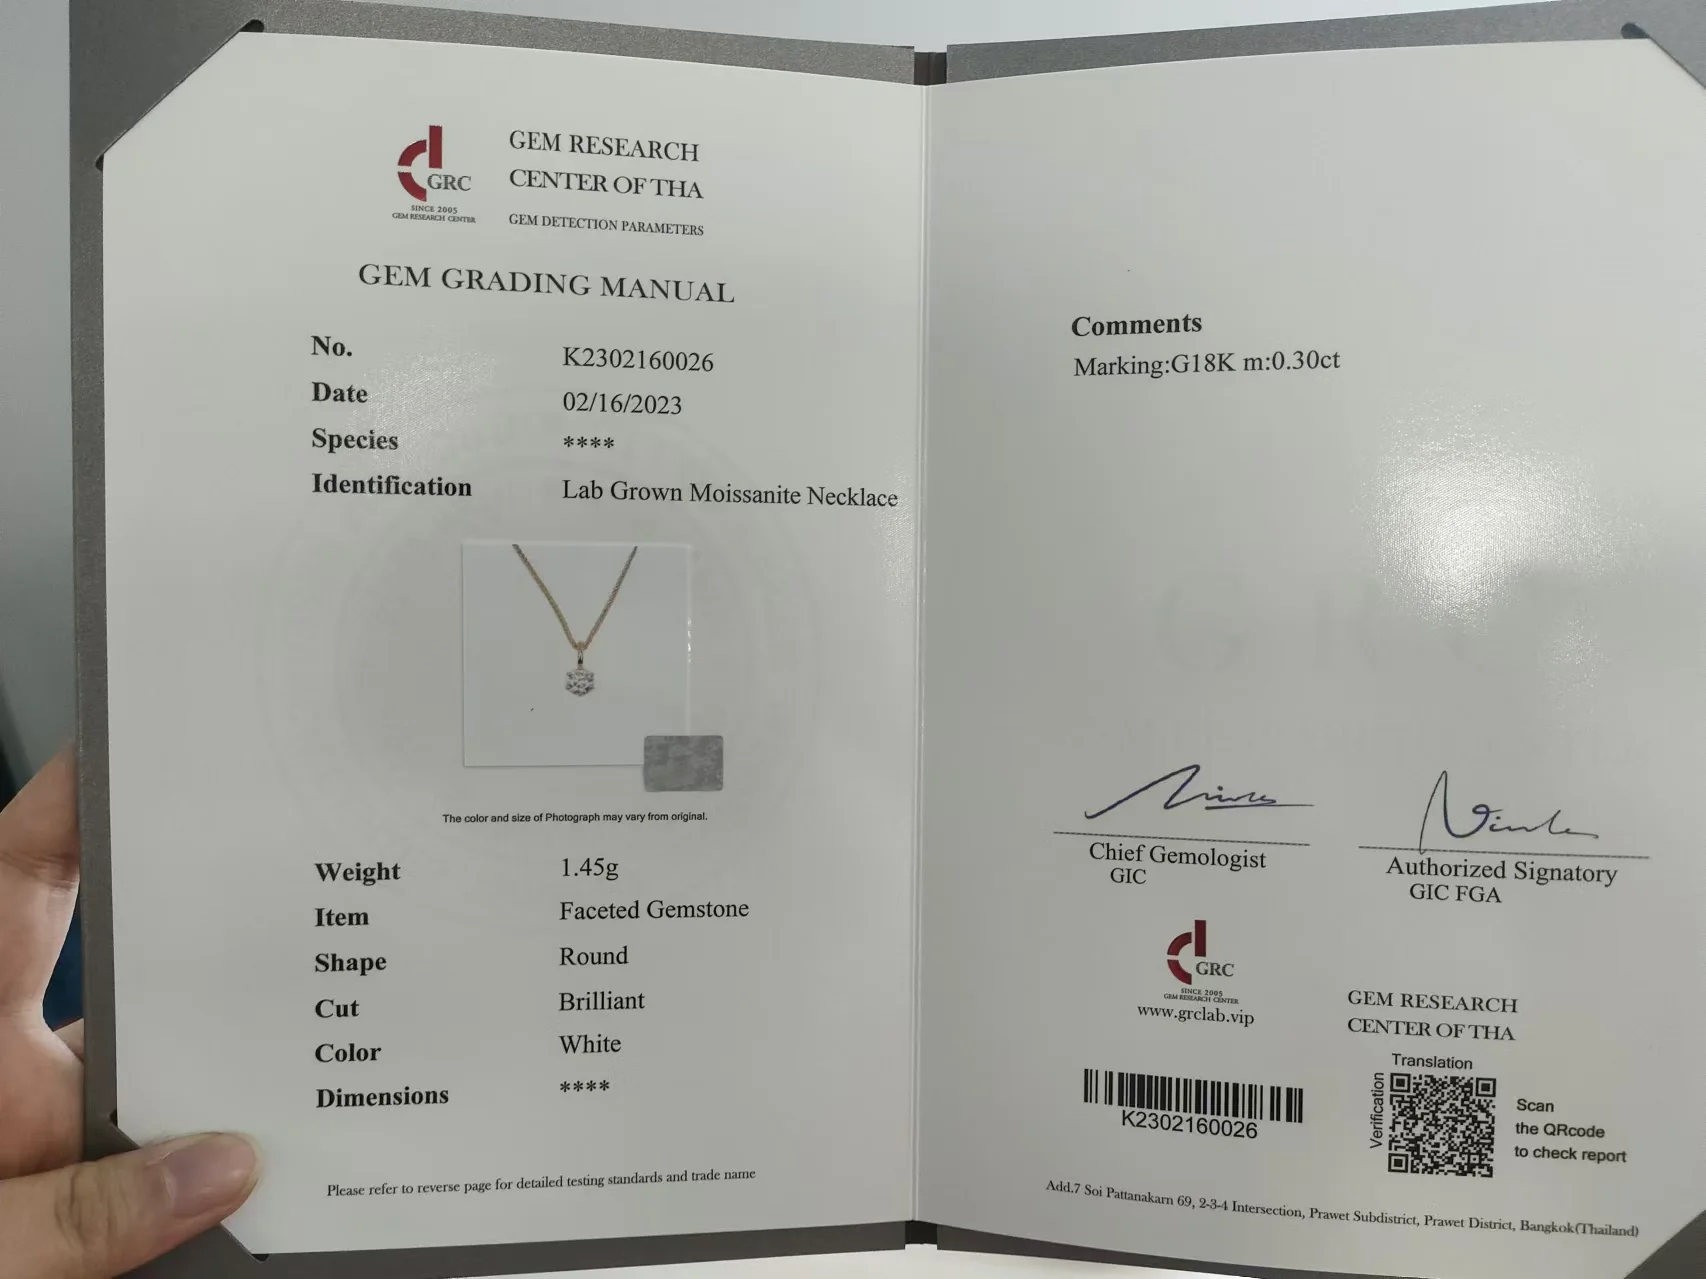 GRC
SINCE 2005
GEM RESEARCH CENTER
GEM RESEARCH
CENTER OF THA
GEM DETECTION PARAMETERS
GEM GRADING MANUAL
No. K2302160026
Date 02/16/2023
Species ****
Identification Lab Grown Moissanite Necklace
The color and size of Photograph may vary from original.
Weight 1.45g
Item Faceted Gemstone
Shape Round
Cut Brilliant
Color White
Dimensions ****
Please refer to reverse page for detailed testing standards and trade name
Comments
Marking:G18K m:0.30ct
Chief Gemologist
GIC
Authorized Signatory
GIC FGA
GRC
SINCE 2005
GEM RESEARCH CENTER
www.grclab.vip
GEM RESEARCH
CENTER OF THA
K2302160026
Translation
Verification
Scan
the QRcode
to check report
Add.7 Soi Pattanakarn 69, 2-3-4 Intersection, Prawet Subdistrict, Prawet District, Bangkok(Thailand)